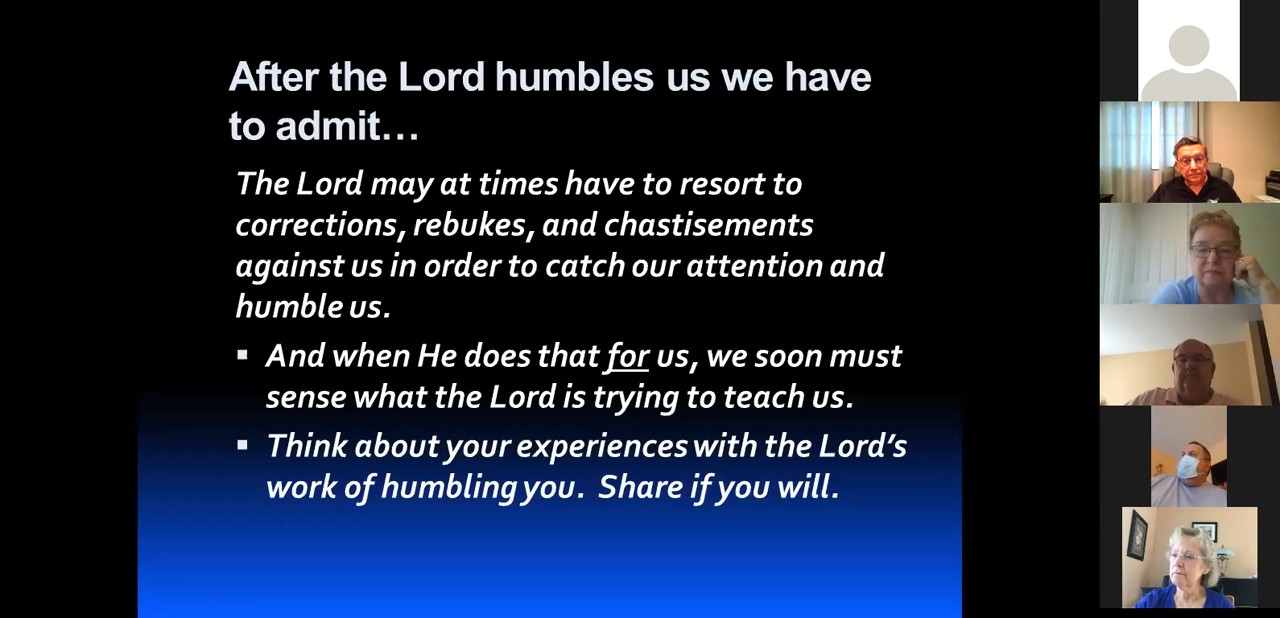 After the Lord humbles us we have
to admit…
The Lord may at times have to resort to
corrections, rebukes, and chastisements
against us in order to catch our attention and
humble us.
▪ And when He does that for us, we soon must
sense what the Lord is trying to teach us.
▪ Think about your experiences with the Lord’s
work of humbling you.  Share if you will.